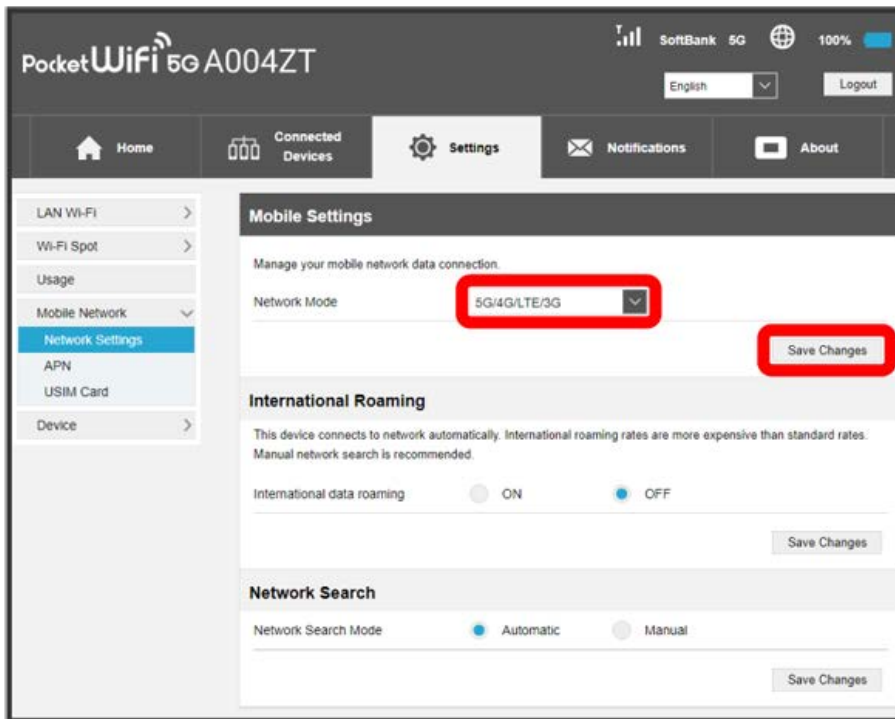 SoftBank 5G 100%
PocketWiFi 5G A004ZT
English Logout
Home Connected Devices Settings Notifications About
LAN Wi-Fi
Wi-Fi Spot
Usage
Mobile Network
Network Settings
APN
USIM Card
Device
Mobile Settings
Manage your mobile network data connection.
Network Mode 5G/4G/LTE/3G
Save Changes
International Roaming
This device connects to network automatically. International roaming rates are more expensive than standard rates.
Manual network search is recommended.
International data roaming ON OFF
Save Changes
Network Search
Network Search Mode Automatic Manual
Save Changes